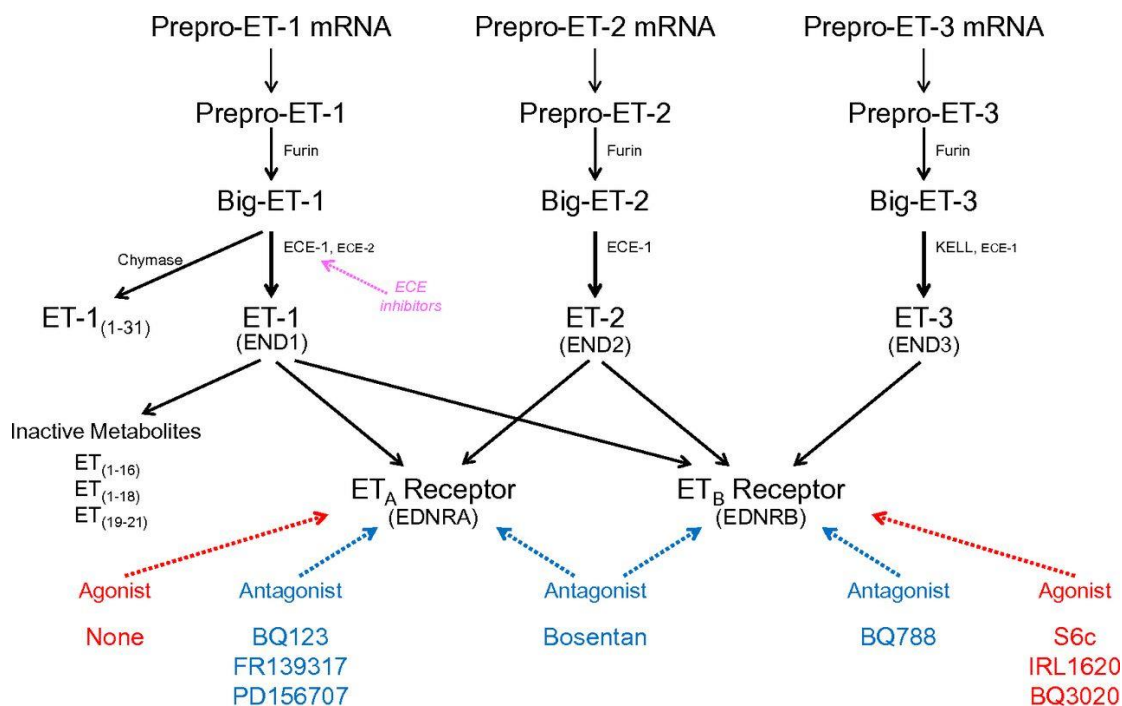 Prepro-ET-1 mRNA Prepro-ET-2 mRNA Prepro-ET-3 mRNA
Prepro-ET-1 Prepro-ET-2 Prepro-ET-3
Furin Furin Furin
Big-ET-1 Big-ET-2 Big-ET-3
Chymase ECE-1, ECE-2 ECE-1 KELL, ECE-1
ECE
inhibitors
ET-1(1-31) ET-1 ET-2 ET-3
(END1) (END2) (END3)
Inactive Metabolites
ET(1-16)
ET(1-18)
ET(19-21)
ETA Receptor ETB Receptor
(EDNRA) (EDNRB)
Agonist Antagonist Antagonist Antagonist Agonist
None BQ123 Bosentan BQ788 S6c
FR139317 IRL1620
PD156707 BQ3020